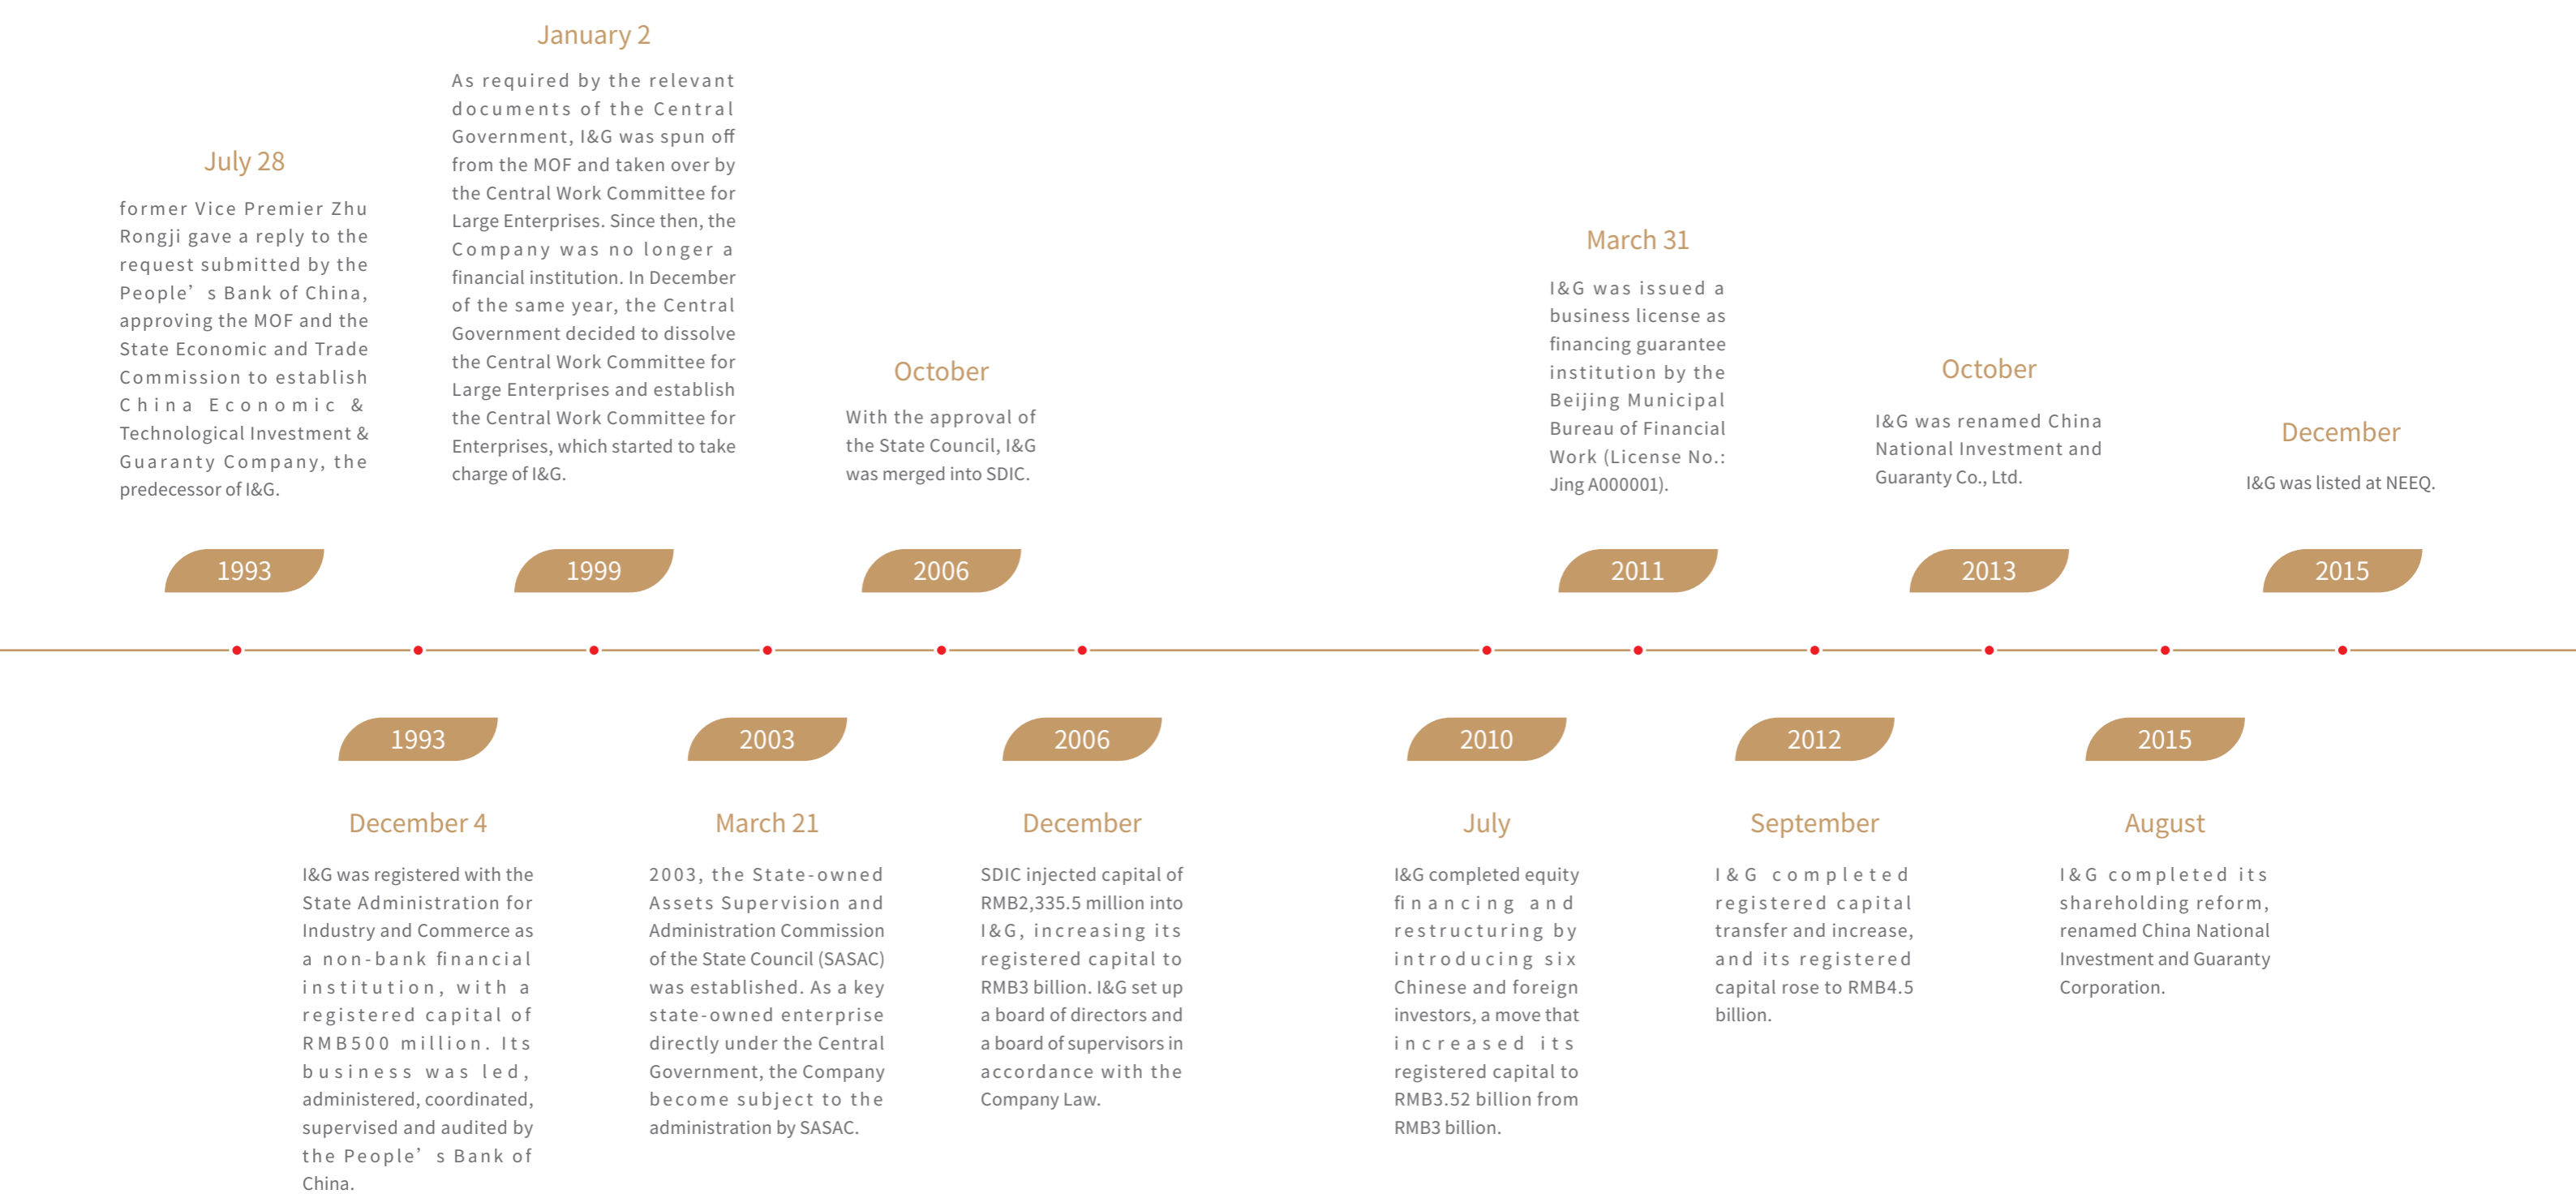 January 2
As required by the relevant
documents of the Central
Government, I&G was spun off
from the MOF and taken over by
the Central Work Committee for
Large Enterprises. Since then, the
Company was no longer a
financial institution. In December
of the same year, the Central
Government decided to dissolve
the Central Work Committee for
Large Enterprises and establish
the Central Work Committee for
Enterprises, which started to take
charge of I&G.
July 28
former Vice Premier Zhu
Rongji gave a reply to the
request submitted by the
People’s Bank of China,
approving the MOF and the
State Economic and Trade
Commission to establish
China Economic &
Technological Investment &
Guaranty Company, the
predecessor of I&G.
October
With the approval of
the State Council, I&G
was merged into SDIC.
March 31
I&G was issued a
business license as
financing guarantee
institution by the
Beijing Municipal
Bureau of Financial
Work (License No.:
Jing A000001).
October
I&G was renamed China
National Investment and
Guaranty Co., Ltd.
December
I&G was listed at NEEQ.
1993
1999
2006
2011
2013
2015
1993
2003
2006
2010
2012
2015
December 4
I&G was registered with the
State Administration for
Industry and Commerce as
a non-bank financial
institution, with a
registered capital of
RMB500 million. Its
business was led,
administered, coordinated,
supervised and audited by
the People’s Bank of
China.
March 21
2003, the State-owned
Assets Supervision and
Administration Commission
of the State Council (SASAC)
was established. As a key
state-owned enterprise
directly under the Central
Government, the Company
become subject to the
administration by SASAC.
December
SDIC injected capital of
RMB2,335.5 million into
I&G, increasing its
registered capital to
RMB3 billion. I&G set up
a board of directors and
a board of supervisors in
accordance with the
Company Law.
July
I&G completed equity
financing and
restructuring by
introducing six
Chinese and foreign
investors, a move that
increased its
registered capital to
RMB3.52 billion from
RMB3 billion.
September
I&G completed
registered capital
transfer and increase,
and its registered
capital rose to RMB4.5
billion.
August
I&G completed its
shareholding reform,
renamed China National
Investment and Guaranty
Corporation.